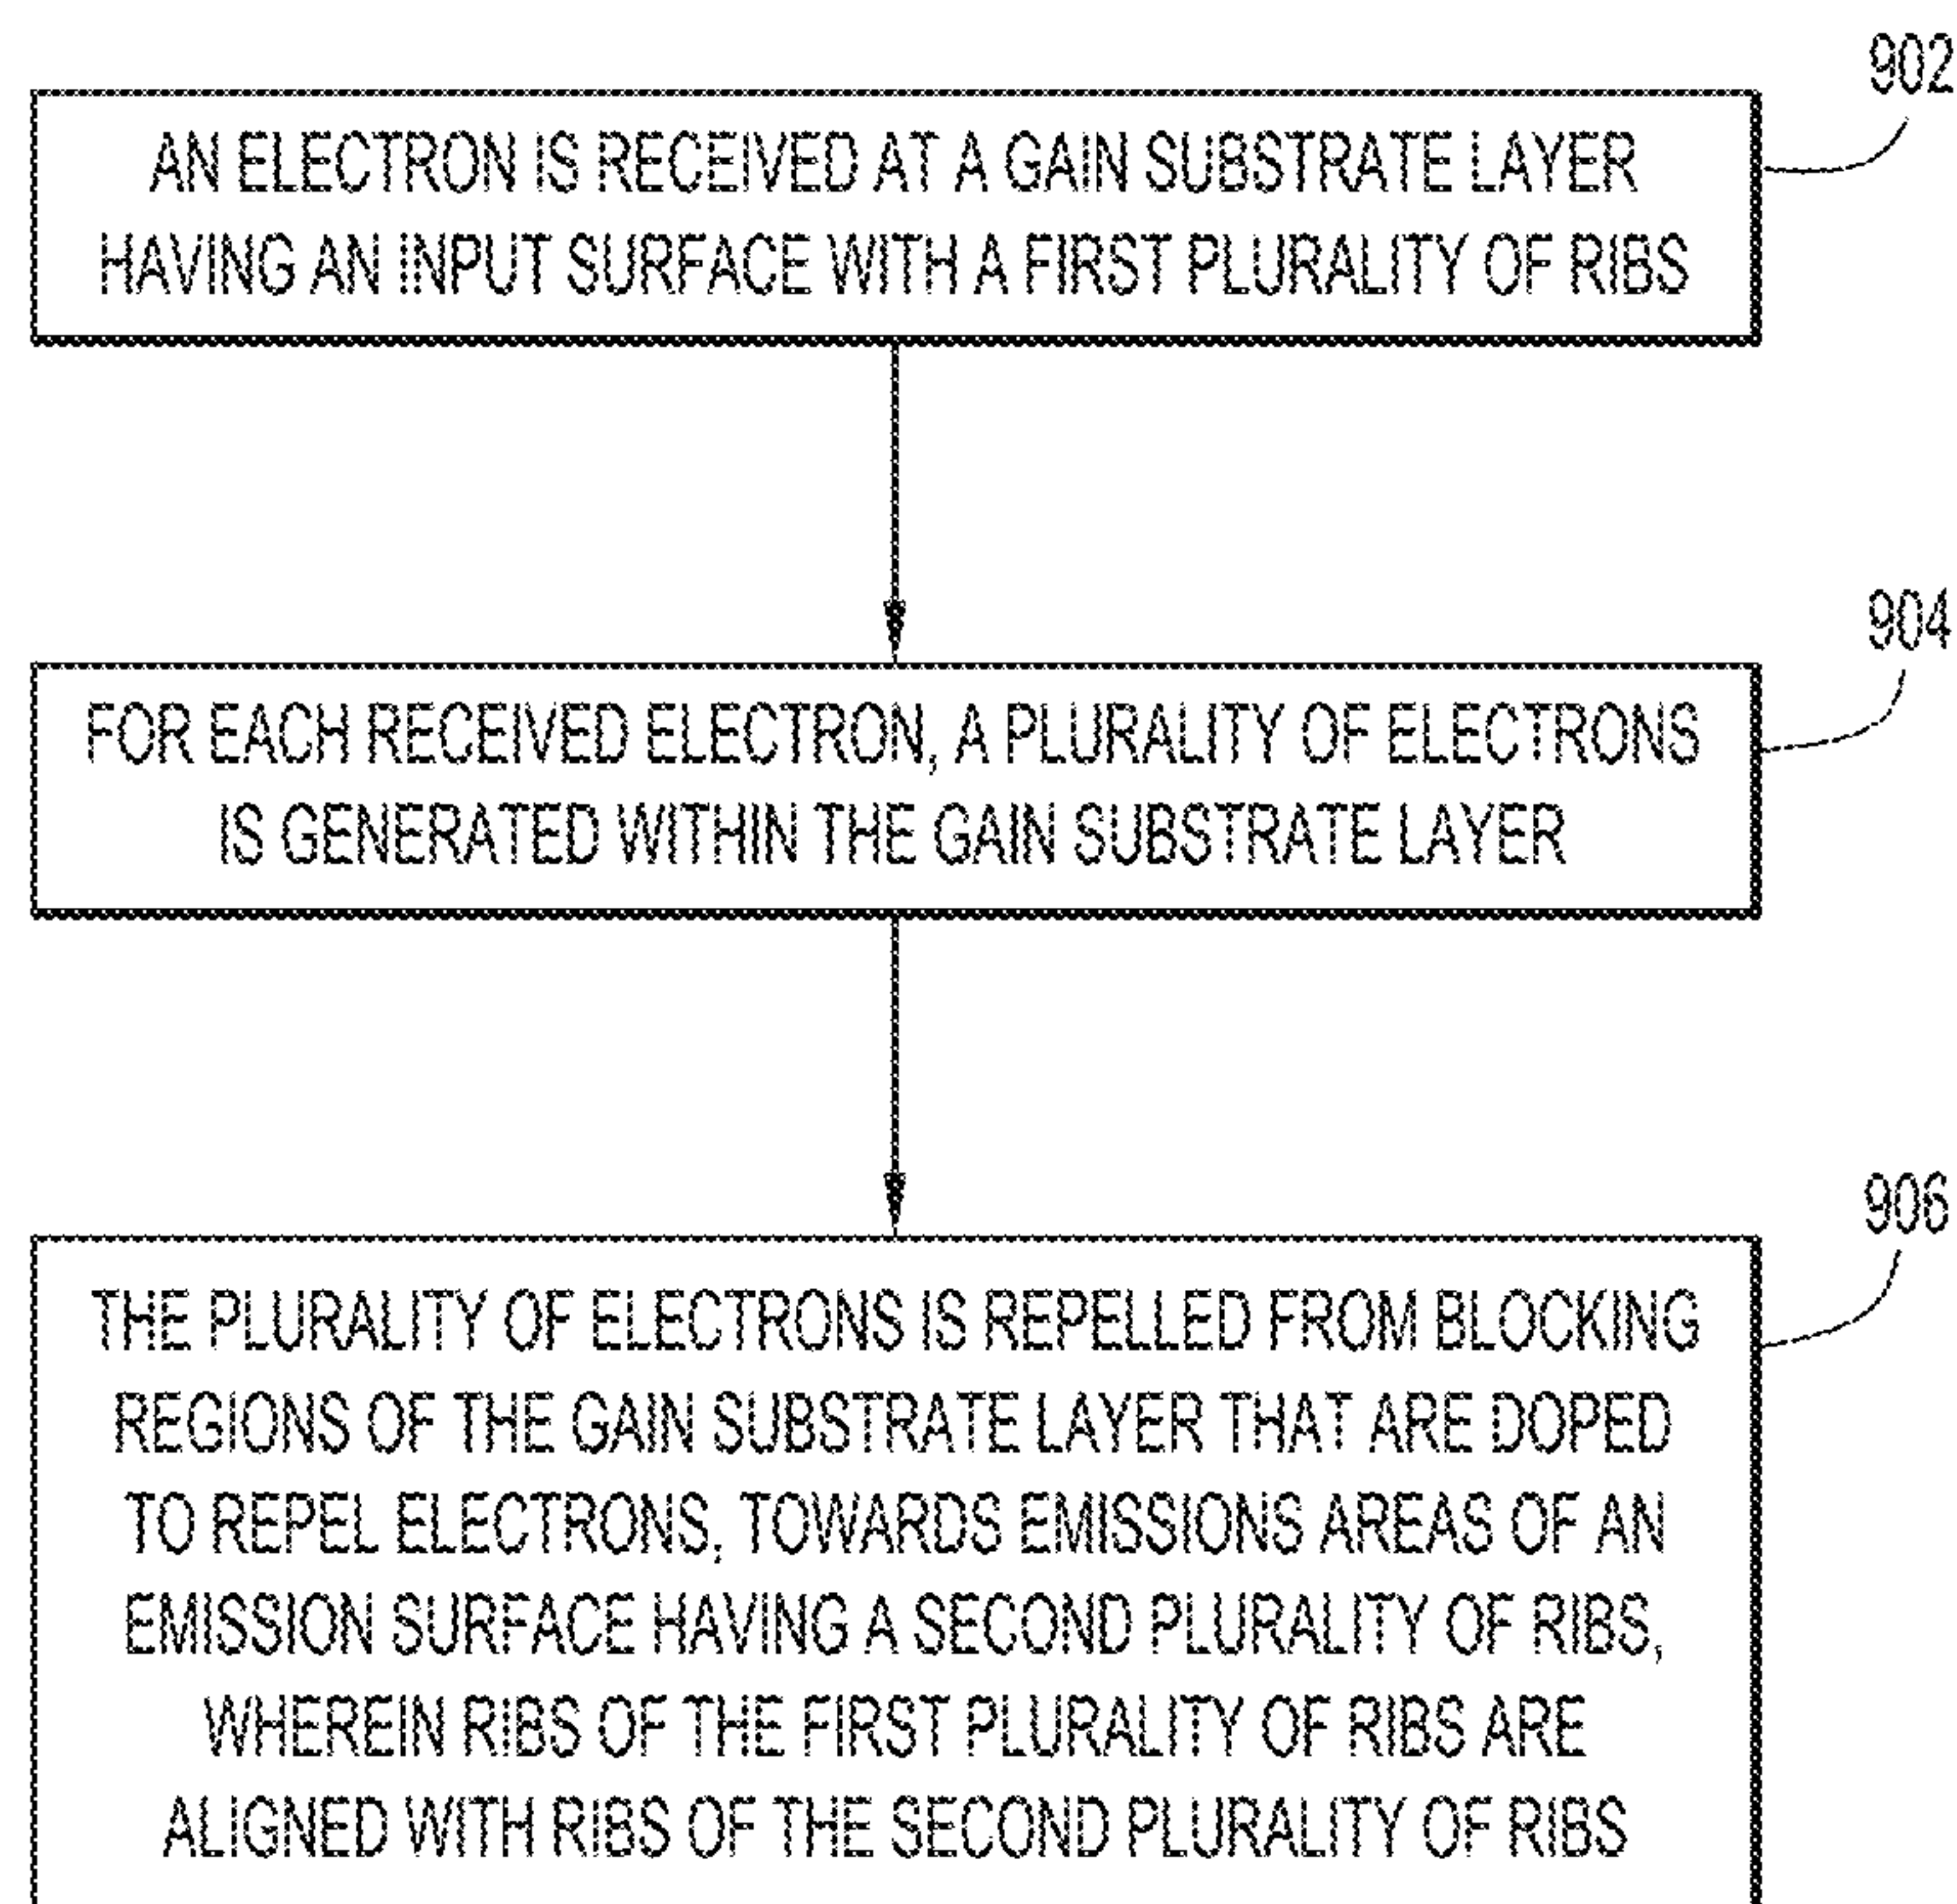 902
AN ELECTRON IS RECEIVED AT A GAIN SUBSTRATE LAYER
HAVING AN INPUT SURFACE WITH A FIRST PLURALITY OF RIBS
904
FOR EACH RECEIVED ELECTRON, A PLURALITY OF ELECTRONS
IS GENERATED WITHIN THE GAIN SUBSTRATE LAYER
906
THE PLURALITY OF ELECTRONS IS REPELLED FROM BLOCKING
REGIONS OF THE GAIN SUBSTRATE LAYER THAT ARE DOPED
TO REPEL ELECTRONS, TOWARDS EMISSIONS AREAS OF AN
EMISSION SURFACE HAVING A SECOND PLURALITY OF RIBS,
WHEREIN RIBS OF THE FIRST PLURALITY OF RIBS ARE
ALIGNED WITH RIBS OF THE SECOND PLURALITY OF RIBS